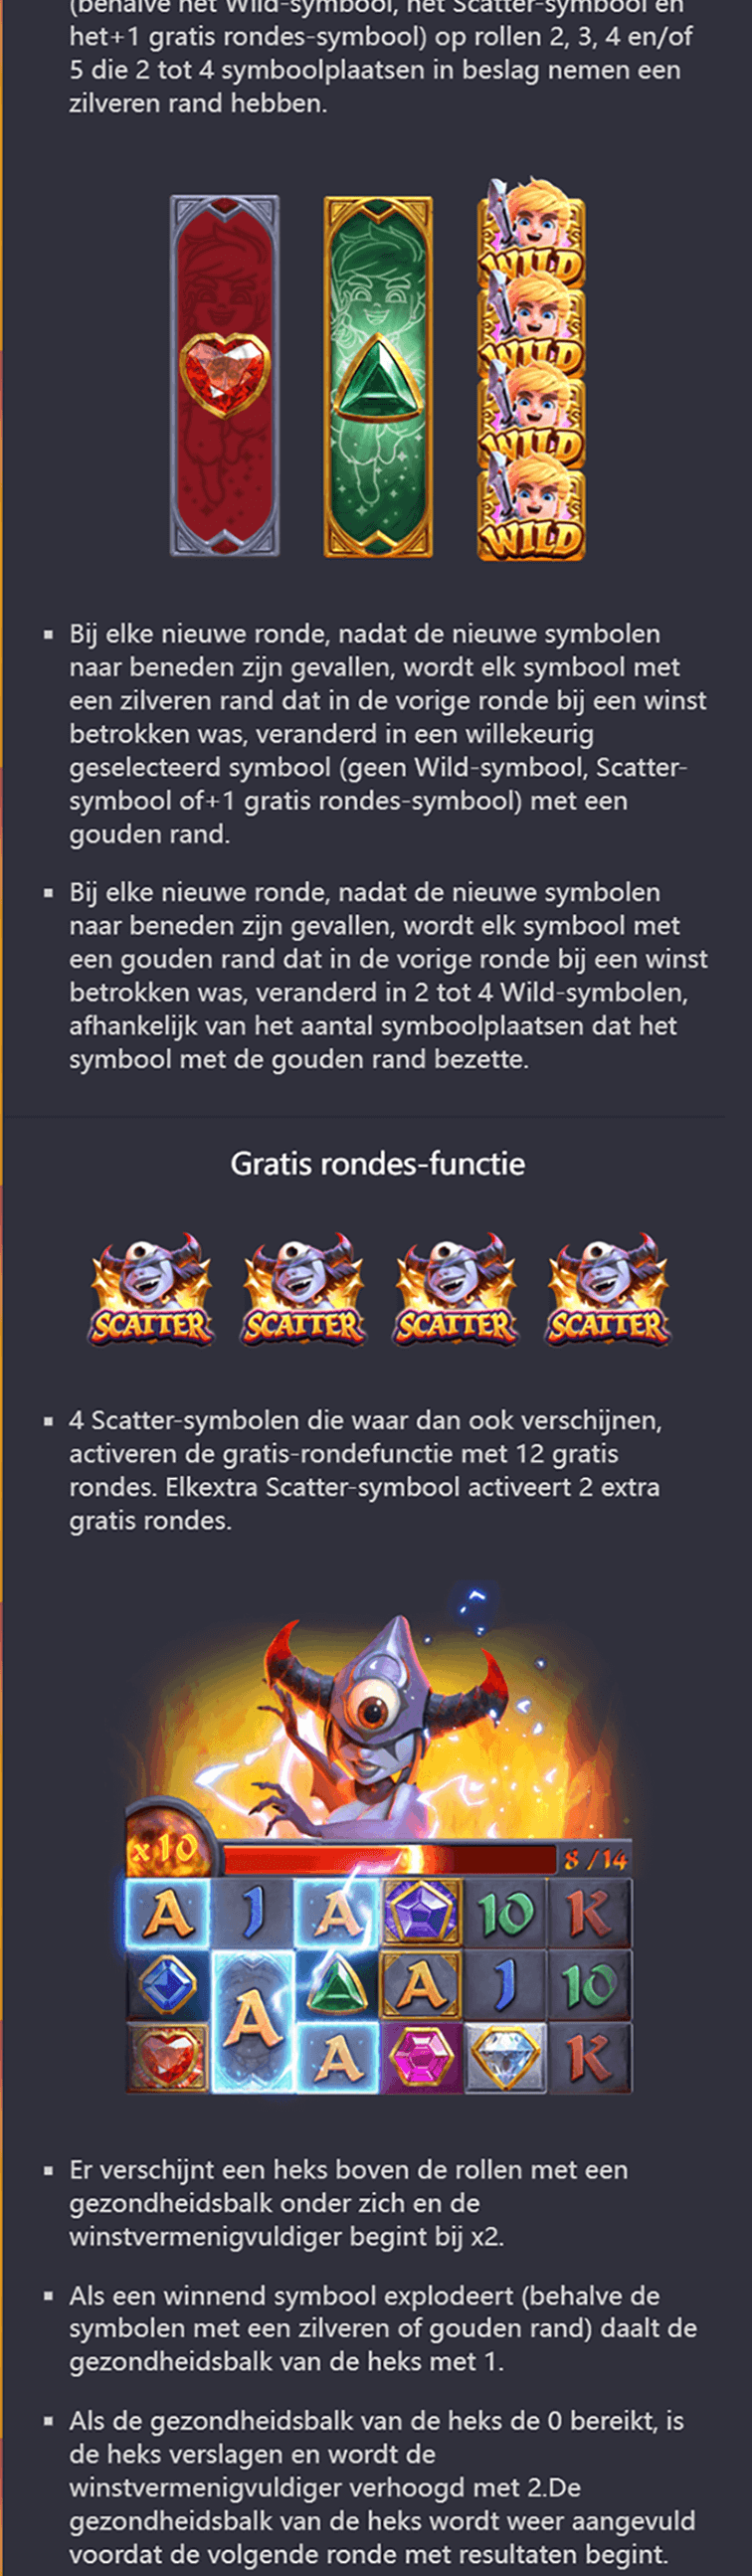 (behalve het Wild-symbool, het Scatter-symbool en
het+1 gratis rondes-symbool) op rollen 2, 3, 4 en/of
5 die 2 tot 4 symboolplaatsen in beslag nemen een
zilveren rand hebben.
WILD
WILD
WILD
WILD
▪ Bij elke nieuwe ronde, nadat de nieuwe symbolen
naar beneden zijn gevallen, wordt elk symbool met
een zilveren rand dat in de vorige ronde bij een winst
betrokken was, veranderd in een willekeurig
geselecteerd symbool (geen Wild-symbool, Scatter-
symbool of+1 gratis rondes-symbool) met een
gouden rand.
▪ Bij elke nieuwe ronde, nadat de nieuwe symbolen
naar beneden zijn gevallen, wordt elk symbool met
een gouden rand dat in de vorige ronde bij een winst
betrokken was, veranderd in 2 tot 4 Wild-symbolen,
afhankelijk van het aantal symboolplaatsen dat het
symbool met de gouden rand bezette.
Gratis rondes-functie
SCATTER SCATTER SCATTER SCATTER
▪ 4 Scatter-symbolen die waar dan ook verschijnen,
activeren de gratis-rondefunctie met 12 gratis
rondes. Elkextra Scatter-symbool activeert 2 extra
gratis rondes.
x10 8/14
A J A 10 K
A A J 10
A K
▪ Er verschijnt een heks boven de rollen met een
gezondheidsbalk onder zich en de
winstvermenigvuldiger begint bij x2.
▪ Als een winnend symbool explodeert (behalve de
symbolen met een zilveren of gouden rand) daalt de
gezondheidsbalk van de heks met 1.
▪ Als de gezondheidsbalk van de heks de 0 bereikt, is
de heks verslagen en wordt de
winstvermenigvuldiger verhoogd met 2.De
gezondheidsbalk van de heks wordt weer aangevuld
voordat de volgende ronde met resultaten begint.